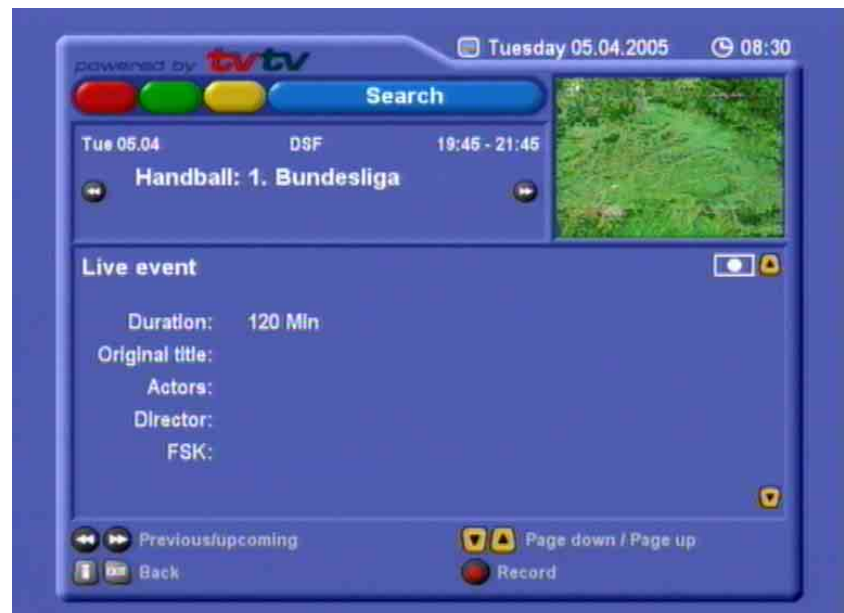 powered by tvtv
Tuesday 05.04.2005 08:30
Search
Tue 05.04 DSF 19:45 - 21:45
Handball: 1. Bundesliga
Live event
Duration: 120 Min
Original title:
Actors:
Director:
FSK:
Previous/upcoming
Page down / Page up
Back
Record